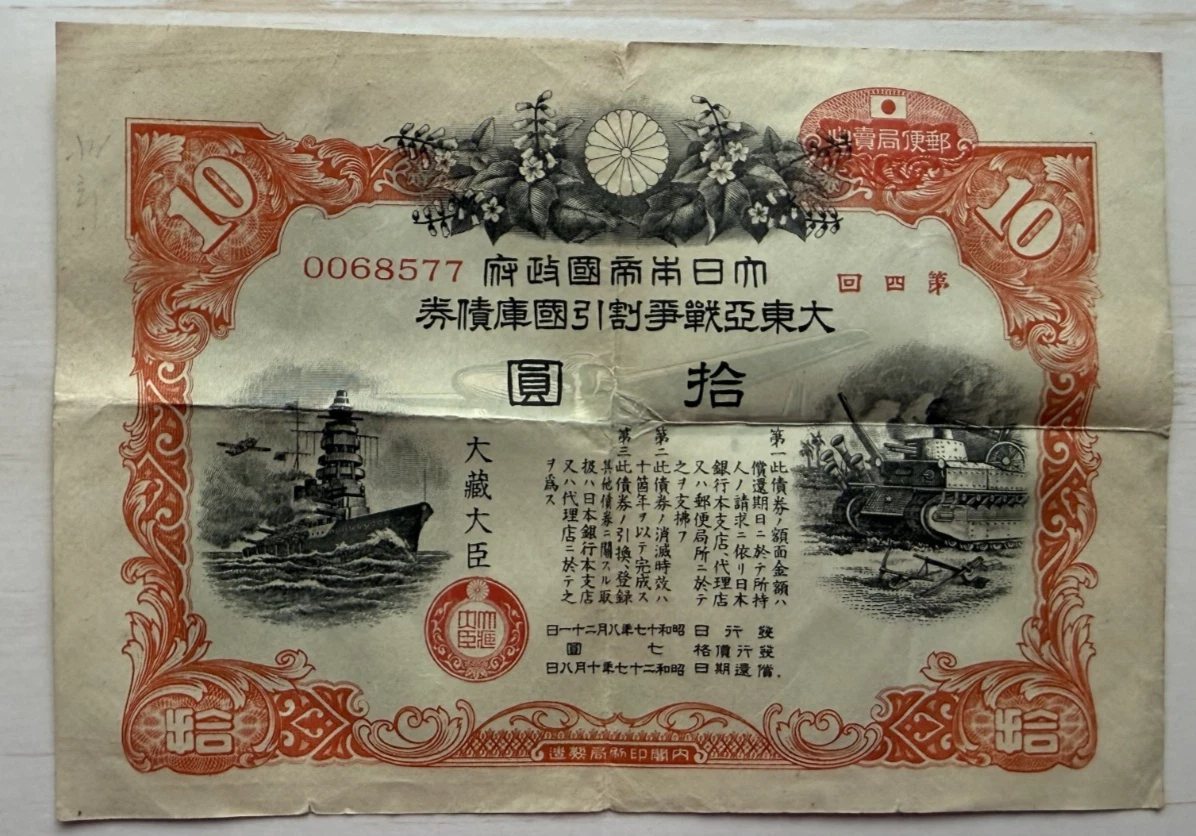 郵便局賣出
10
10
第四回
0068577
大日本帝國政府
大東亞戰爭割引國庫債券
拾圓
第一此債券ノ額面金額ハ
償還期日ニ於テ所持
人ノ請求ニ依リ日本
銀行本支店、代理店
又ハ郵便局所ニ於テ
之ヲ支拂フ
第二此債券ノ消滅時效ハ
十箇年ヲ以テ完成ス
第三此債券ノ引換、登録
其他債券ニ關スル取
扱ハ日本銀行本支店
又ハ代理店ニ於テ之
ヲ爲ス
發行日 昭和十七年八月二十一日
發行價格 七圓
償還期日 昭和二十七年十月八日
大藏大臣
大藏大臣
拾
拾
内閣印刷局製造